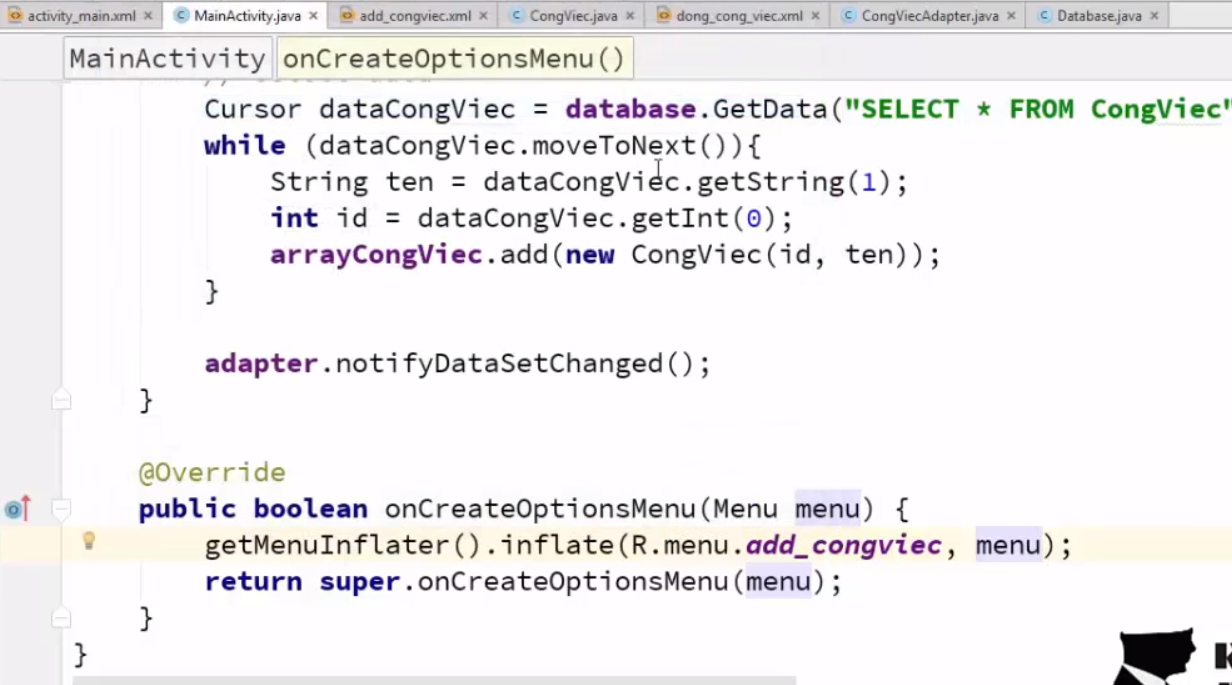 activity_main.xml × MainActivity.java × add_congviec.xml × CongViec.java × dong_cong_viec.xml × CongViecAdapter.java × Database.java ×
MainActivity onCreateOptionsMenu()
Cursor dataCongViec = database.GetData("SELECT * FROM CongViec"
while (dataCongViec.moveToNext()){
String ten = dataCongViec.getString(1);
int id = dataCongViec.getInt(0);
arrayCongViec.add(new CongViec(id, ten));
}
adapter.notifyDataSetChanged();
}
@Override
public boolean onCreateOptionsMenu(Menu menu) {
getMenuInflater().inflate(R.menu.add_congviec, menu);
return super.onCreateOptionsMenu(menu);
}
}